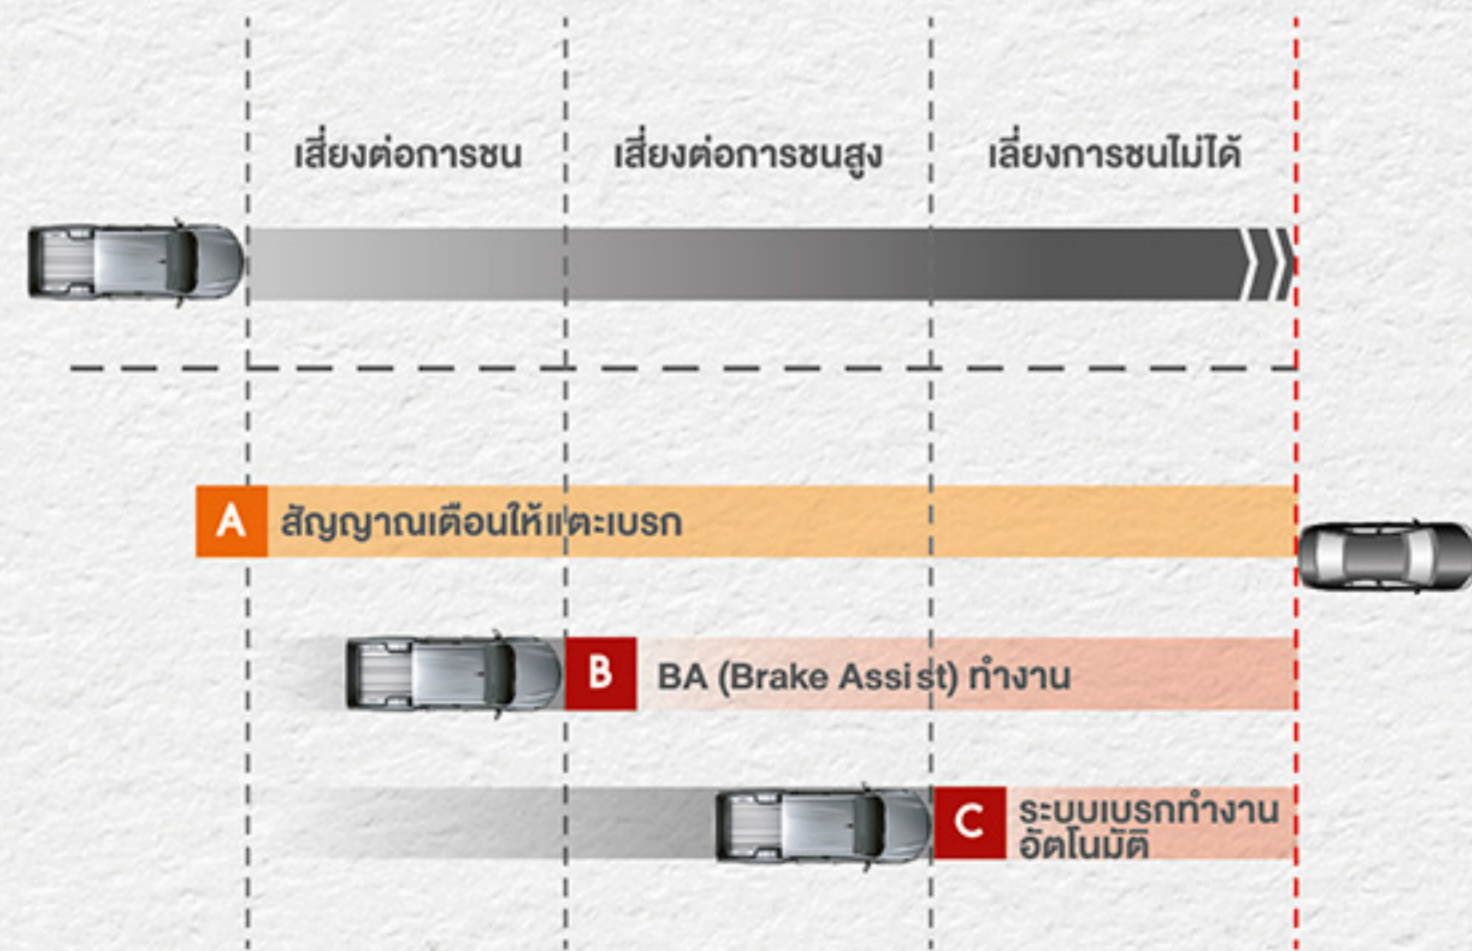 เสี่ยงต่อการชน
เสี่ยงต่อการชนสูง
เลี่ยงการชนไม่ได้
A สัญญาณเตือนให้แตะเบรก
B BA (Brake Assist) ทำงาน
C ระบบเบรกทำงาน
อัตโนมัติ